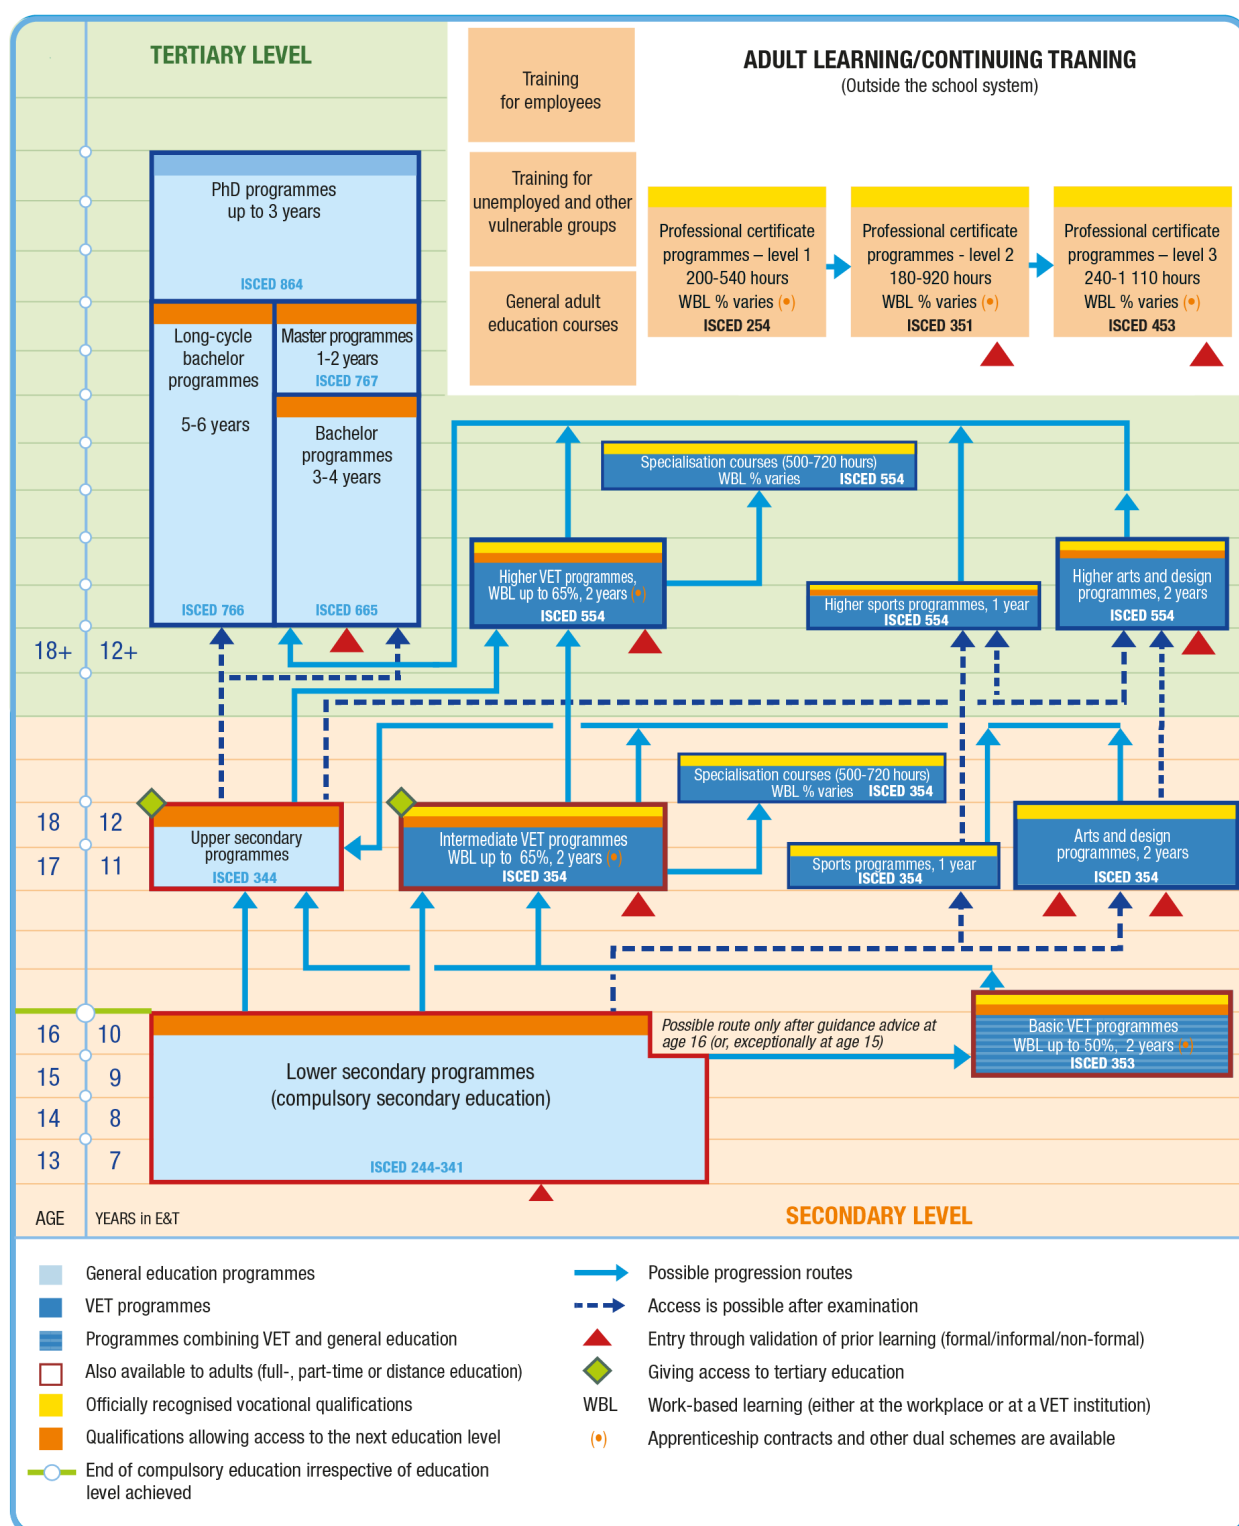 TERTIARY LEVEL
ADULT LEARNING/CONTINUING TRANING
(Outside the school system)
Training
for employees
Training for
unemployed and other
vulnerable groups
General adult
education courses
Professional certificate
programmes – level 1
200-540 hours
WBL % varies (•)
ISCED 254
Professional certificate
programmes - level 2
180-920 hours
WBL % varies (•)
ISCED 351
Professional certificate
programmes – level 3
240-1 110 hours
WBL % varies (•)
ISCED 453
PhD programmes
up to 3 years
ISCED 864
Long-cycle
bachelor
programmes
5-6 years
ISCED 766
Master programmes
1-2 years
ISCED 767
Bachelor
programmes
3-4 years
ISCED 665
Specialisation courses (500-720 hours)
WBL % varies ISCED 554
Higher VET programmes,
WBL up to 65%, 2 years (•)
ISCED 554
Higher sports programmes, 1 year
ISCED 554
Higher arts and design
programmes, 2 years
ISCED 554
18+ 12+
Specialisation courses (500-720 hours)
WBL % varies ISCED 354
18 12
17 11
Upper secondary
programmes
ISCED 344
Intermediate VET programmes
WBL up to 65%, 2 years (•)
ISCED 354
Sports programmes, 1 year
ISCED 354
Arts and design
programmes, 2 years
ISCED 354
16 10
15 9
14 8
13 7
Possible route only after guidance advice at
age 16 (or, exceptionally at age 15)
Basic VET programmes
WBL up to 50%, 2 years (•)
ISCED 353
Lower secondary programmes
(compulsory secondary education)
ISCED 244-341
AGE YEARS in E&T
SECONDARY LEVEL
General education programmes
VET programmes
Programmes combining VET and general education
Also available to adults (full-, part-time or distance education)
Officially recognised vocational qualifications
Qualifications allowing access to the next education level
End of compulsory education irrespective of education
level achieved
Possible progression routes
Access is possible after examination
Entry through validation of prior learning (formal/informal/non-formal)
Giving access to tertiary education
WBL Work-based learning (either at the workplace or at a VET institution)
(•) Apprenticeship contracts and other dual schemes are available